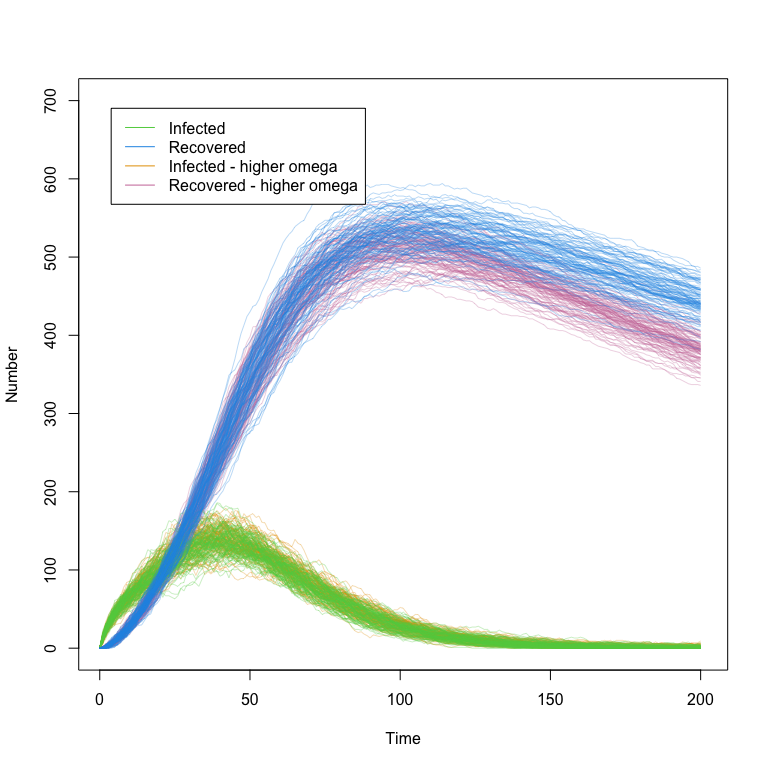 Infected
Recovered
Infected - higher omega
Recovered - higher omega
700
600
500
400
300
200
100
0
Number
0 50 100 150 200
Time